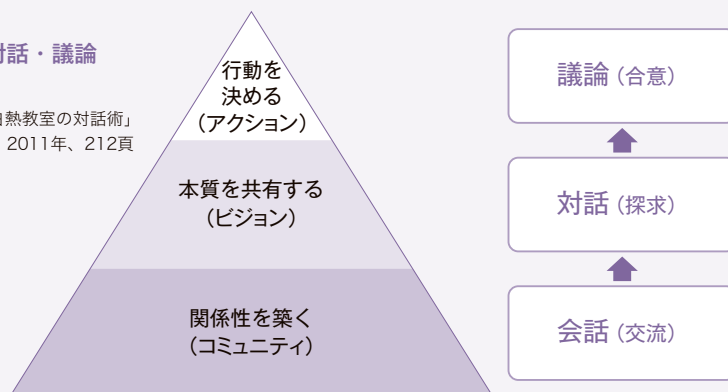 対話・議論
白熱教室の対話術」
2011年、212頁
行動を
決める
（アクション）
本質を共有する
（ビジョン）
関係性を築く
（コミュニティ）
議論（合意）
対話（探求）
会話（交流）